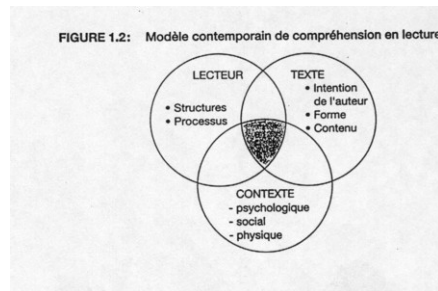 FIGURE 1.2: Modèle contemporain de compréhension en lecture
LECTEUR
• Structures
• Processus
TEXTE
• Intention
de l'auteur
• Forme
• Contenu
CONTEXTE
- psychologique
- social
- physique